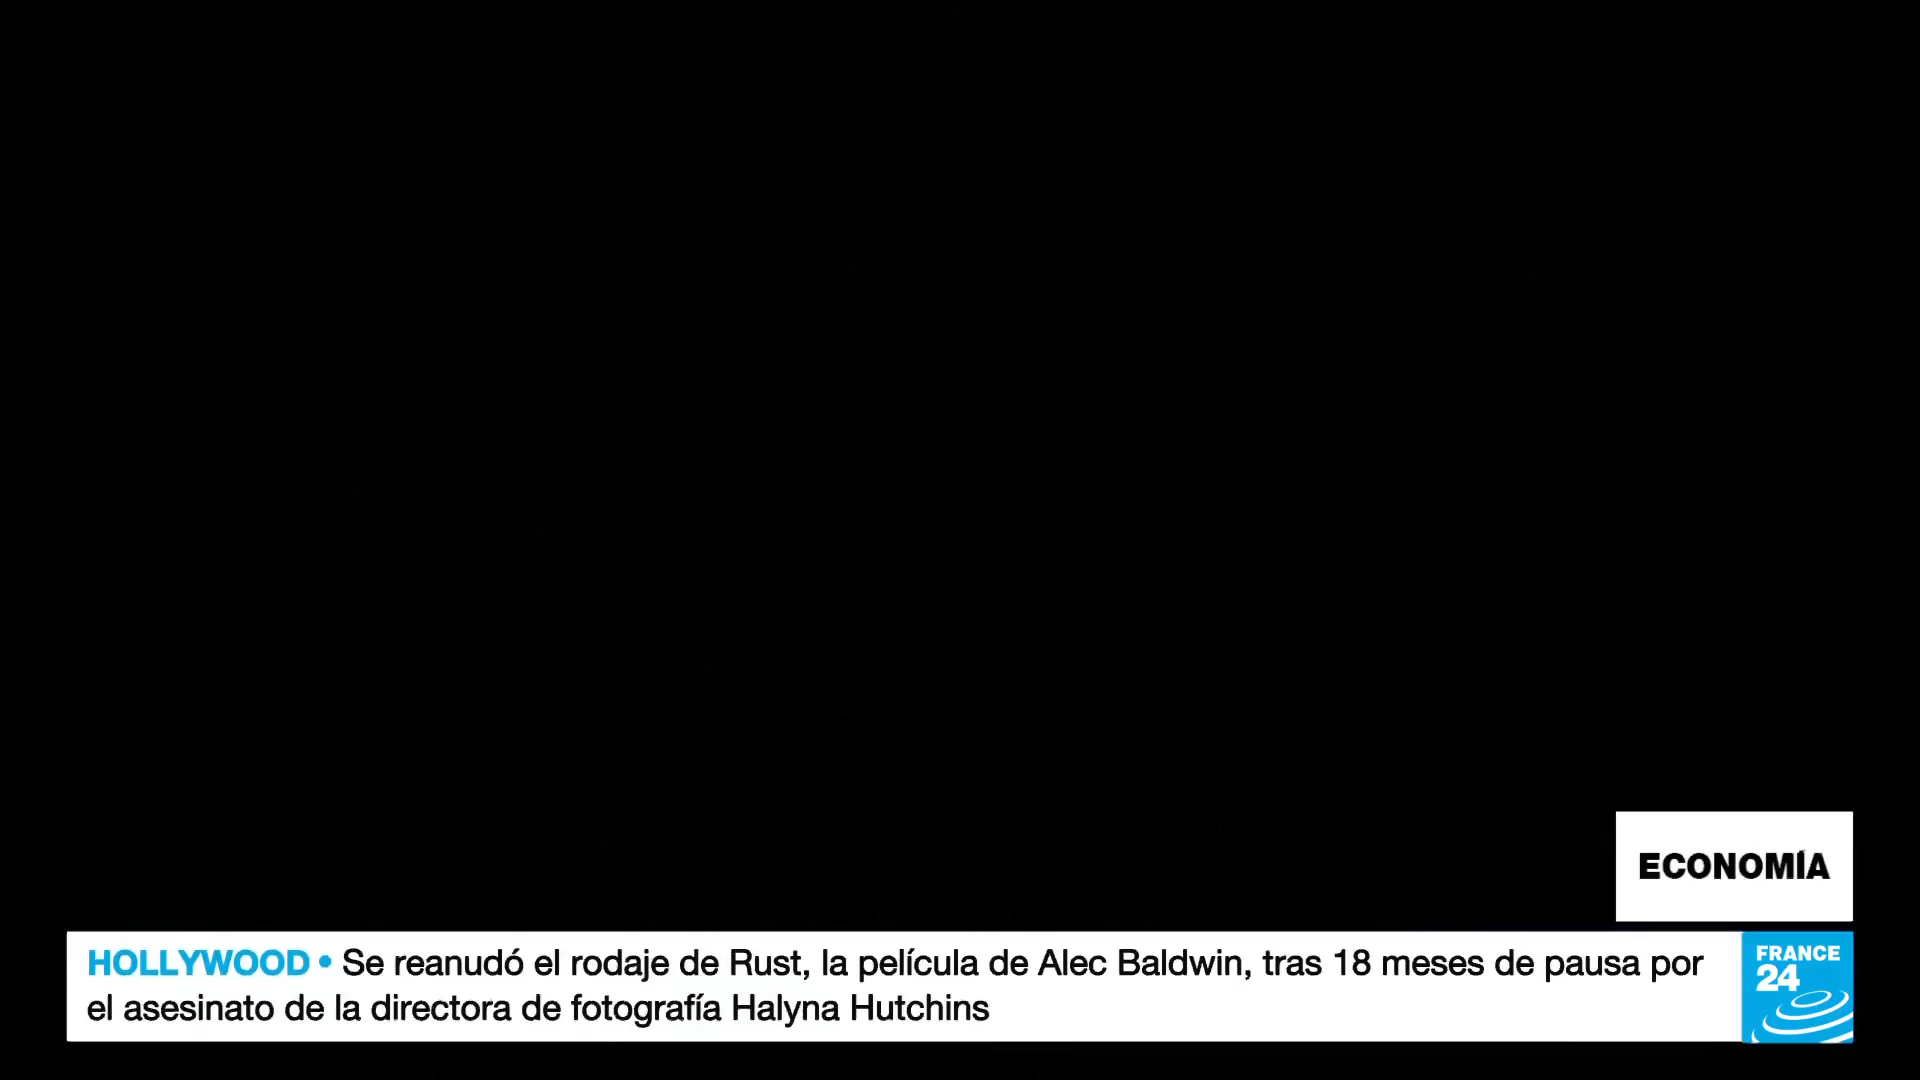 ECONOMÍA
HOLLYWOOD • Se reanudó el rodaje de Rust, la película de Alec Baldwin, tras 18 meses de pausa por
el asesinato de la directora de fotografía Halyna Hutchins
FRANCE
24